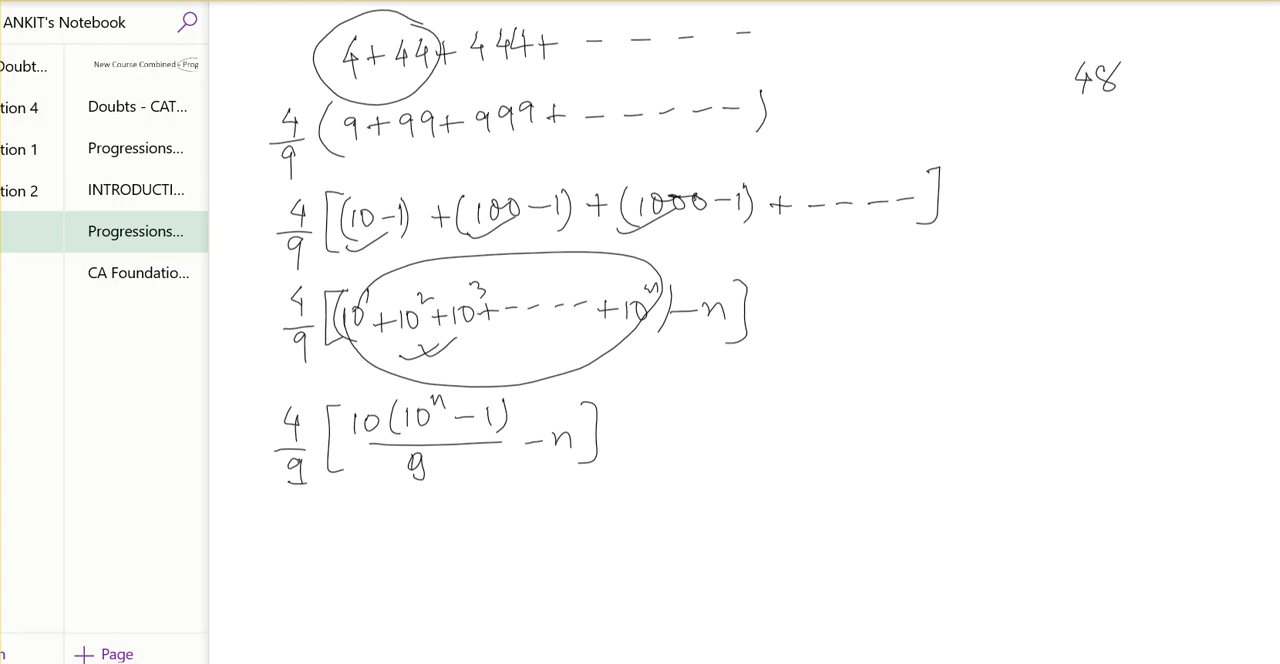 ANKIT's Notebook
Doubt...
New Course Combined - Prog
tion 4
Doubts - CAT...
tion 1
Progressions...
tion 2
INTRODUCTI...
Progressions...
CA Foundatio...
+ Page
4+44+444+ - - - -
48
4/9 (9+99+999+ - - - - -)
4/9 [(10-1) +(100-1) + (1000-1) + - - - -]
4/9 [(10¹+10²+10³+ - - - - - +10ⁿ) -n]
4/9 [10(10ⁿ-1)/9 -n]